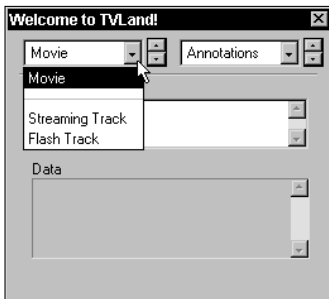 Welcome to TVLand!
Movie
Annotations
Movie
Streaming Track
Flash Track
Data